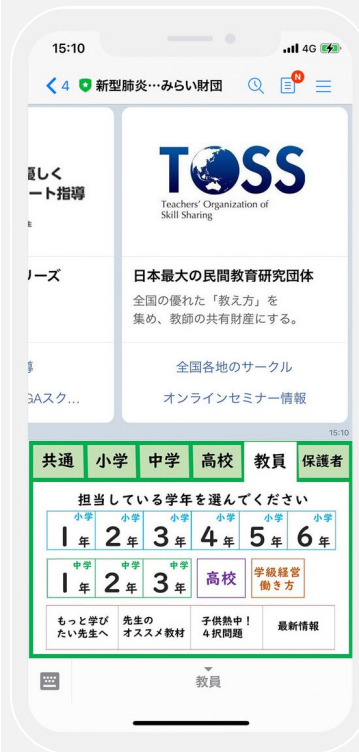 15:10
4G
4
新型肺炎…みらい財団
N
優しく
ート指導
TOSS
Teachers' Organization of
Skill Sharing
リーズ
日本最大の民間教育研究団体
全国の優れた「教え方」を
集め、教師の共有財産にする。
全国各地のサークル
GAスク...
オンラインセミナー情報
15:10
共通 小学 中学 高校 教員 保護者
担当している学年を選んでください
小学 小学 小学 小学 小学 小学
1年 2年 3年 4年 5年 6年
中学 中学 中学
1年 2年 3年 高校 学級経営
働き方
もっと学び 先生の 子供熱中！ 最新情報
たい先生へ オススメ教材 4択問題
教員